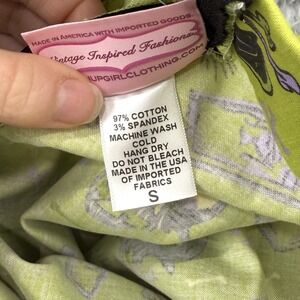 MADE IN AMERICA WITH IMPORTED GOODS.
Vintage Inspired Fashions
UPGIRLCLOTHING.COM
97% COTTON
3% SPANDEX
MACHINE WASH
COLD
HANG DRY
DO NOT BLEACH
MADE IN THE USA
OF IMPORTED
FABRICS
S